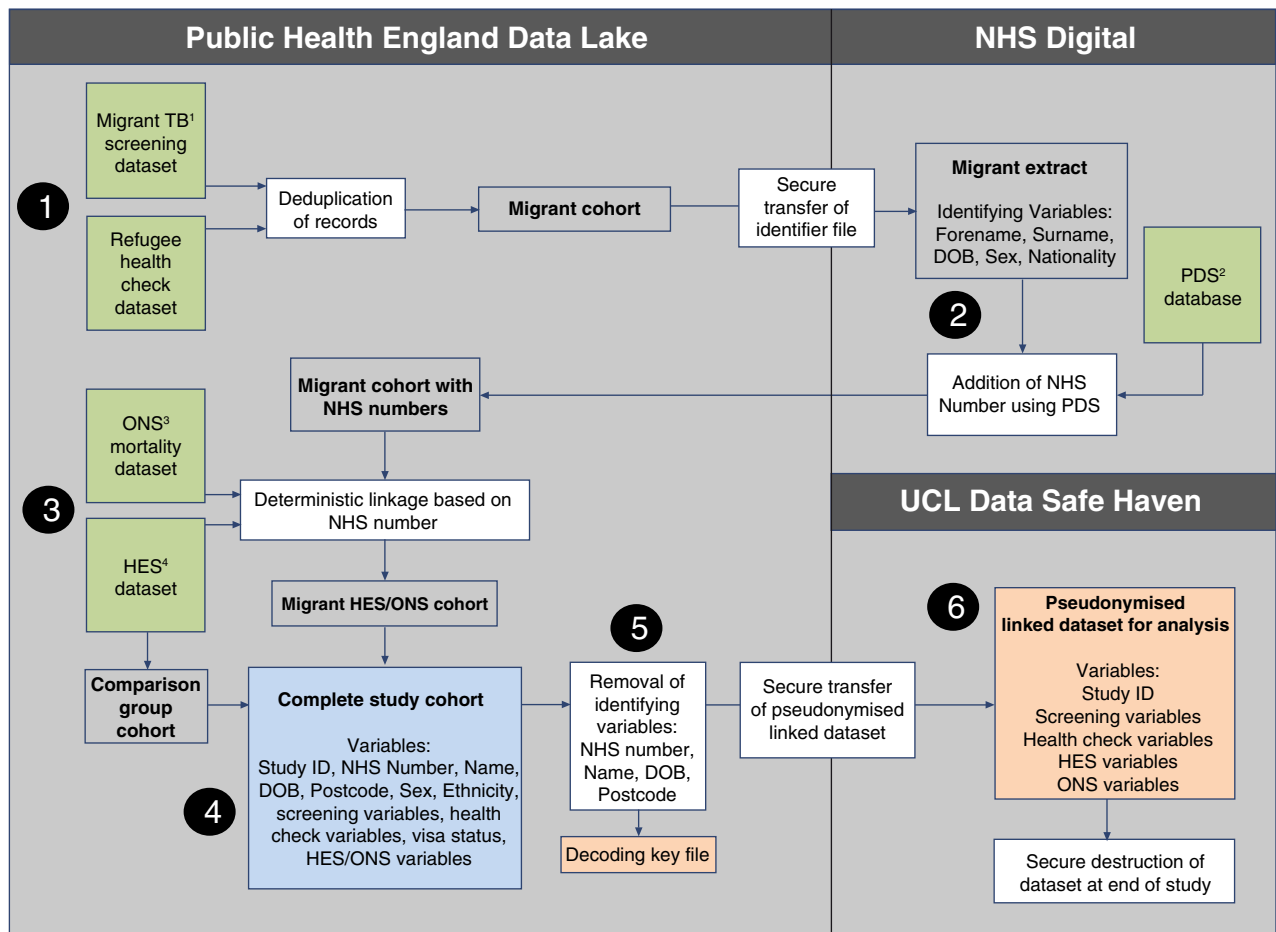 Public Health England Data Lake
NHS Digital
1
Migrant TB¹
screening
dataset
Refugee
health
check
dataset
Deduplication
of records
Migrant cohort
Secure
transfer of
identifier file
Migrant extract
Identifying Variables:
Forename, Surname,
DOB, Sex, Nationality
PDS²
database
2
Addition of NHS
Number using PDS
Migrant cohort with
NHS numbers
3
ONS³
mortality
dataset
HES⁴
dataset
Deterministic linkage based on
NHS number
Migrant HES/ONS cohort
Comparison
group
cohort
4
Complete study cohort
Variables:
Study ID, NHS Number, Name,
DOB, Postcode, Sex, Ethnicity,
screening variables, health
check variables, visa status,
HES/ONS variables
5
Removal of
identifying
variables:
NHS number,
Name, DOB,
Postcode
Decoding key file
Secure transfer
of pseudonymised
linked dataset
UCL Data Safe Haven
6
Pseudonymised
linked dataset for analysis
Variables:
Study ID
Screening variables
Health check variables
HES variables
ONS variables
Secure destruction of
dataset at end of study